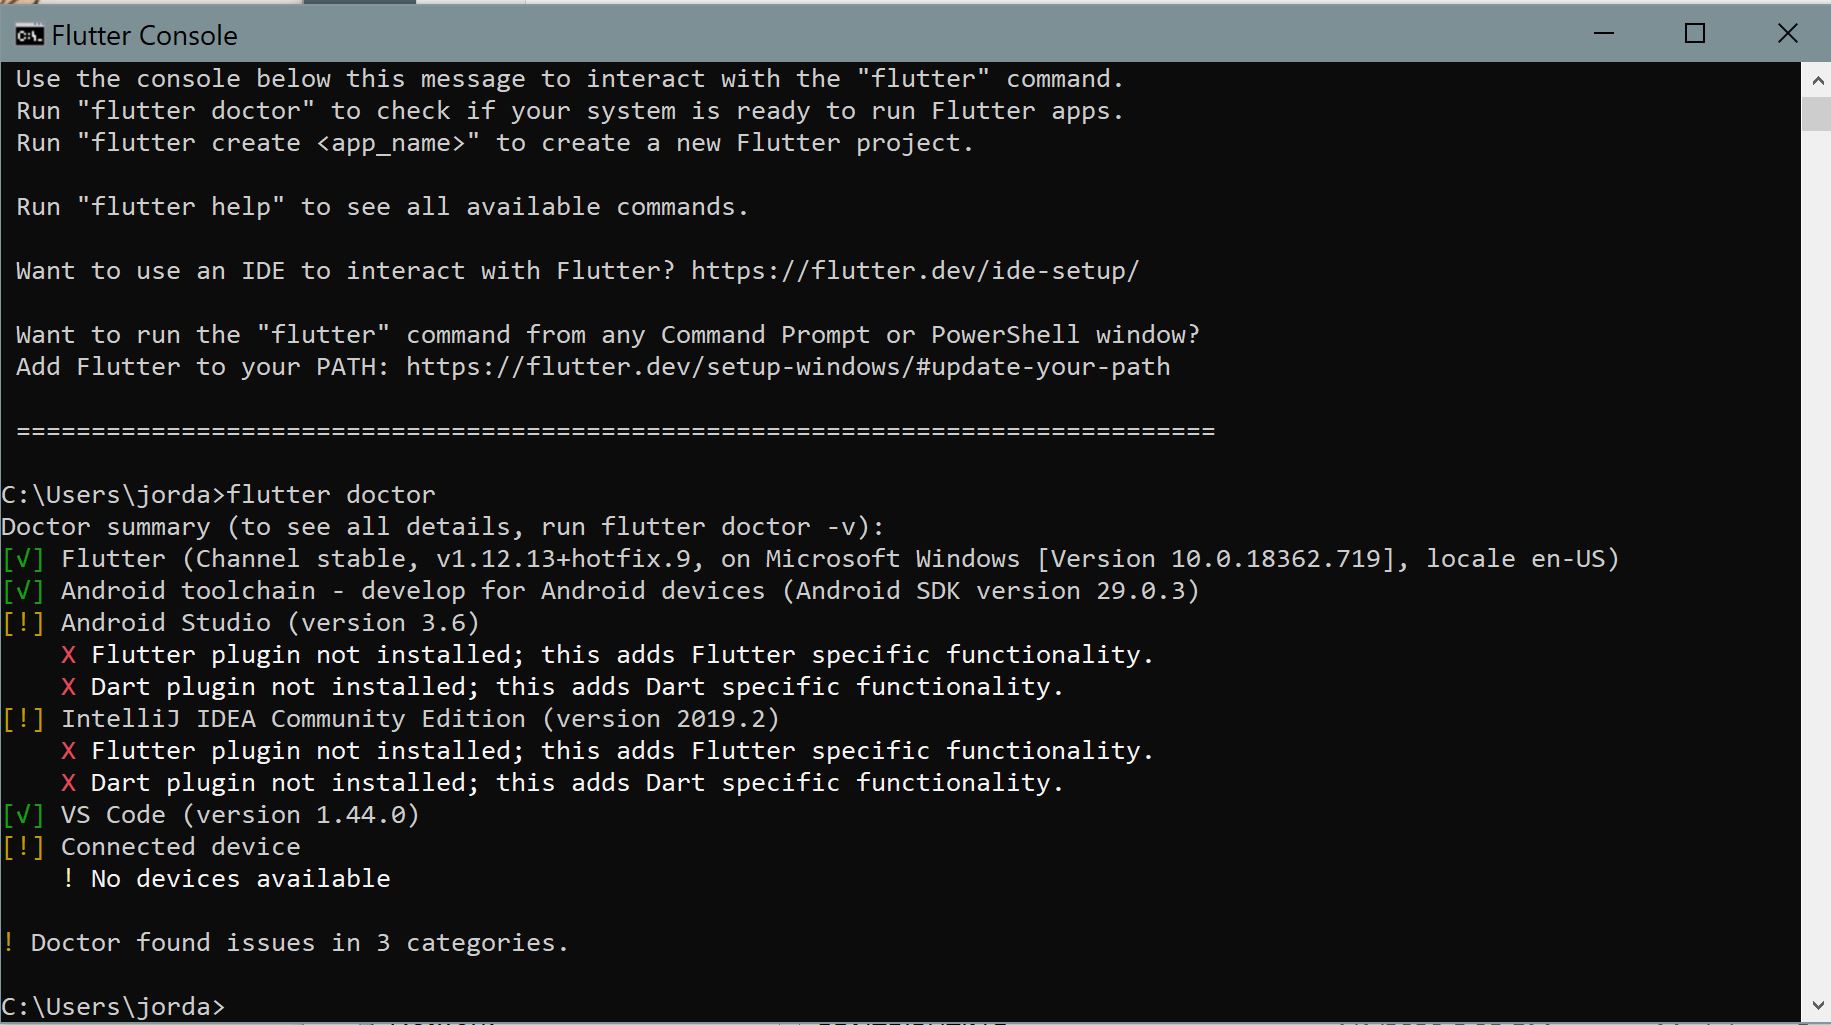 Flutter Console
Use the console below this message to interact with the "flutter" command.
Run "flutter doctor" to check if your system is ready to run Flutter apps.
Run "flutter create <app_name>" to create a new Flutter project.
Run "flutter help" to see all available commands.
Want to use an IDE to interact with Flutter? https://flutter.dev/ide-setup/
Want to run the "flutter" command from any Command Prompt or PowerShell window?
Add Flutter to your PATH: https://flutter.dev/setup-windows/#update-your-path
================================================================================
C:\Users\jorda>flutter doctor
Doctor summary (to see all details, run flutter doctor -v):
[√] Flutter (Channel stable, v1.12.13+hotfix.9, on Microsoft Windows [Version 10.0.18362.719], locale en-US)
[√] Android toolchain - develop for Android devices (Android SDK version 29.0.3)
[!] Android Studio (version 3.6)
X Flutter plugin not installed; this adds Flutter specific functionality.
X Dart plugin not installed; this adds Dart specific functionality.
[!] IntelliJ IDEA Community Edition (version 2019.2)
X Flutter plugin not installed; this adds Flutter specific functionality.
X Dart plugin not installed; this adds Dart specific functionality.
[√] VS Code (version 1.44.0)
[!] Connected device
! No devices available
! Doctor found issues in 3 categories.
C:\Users\jorda>